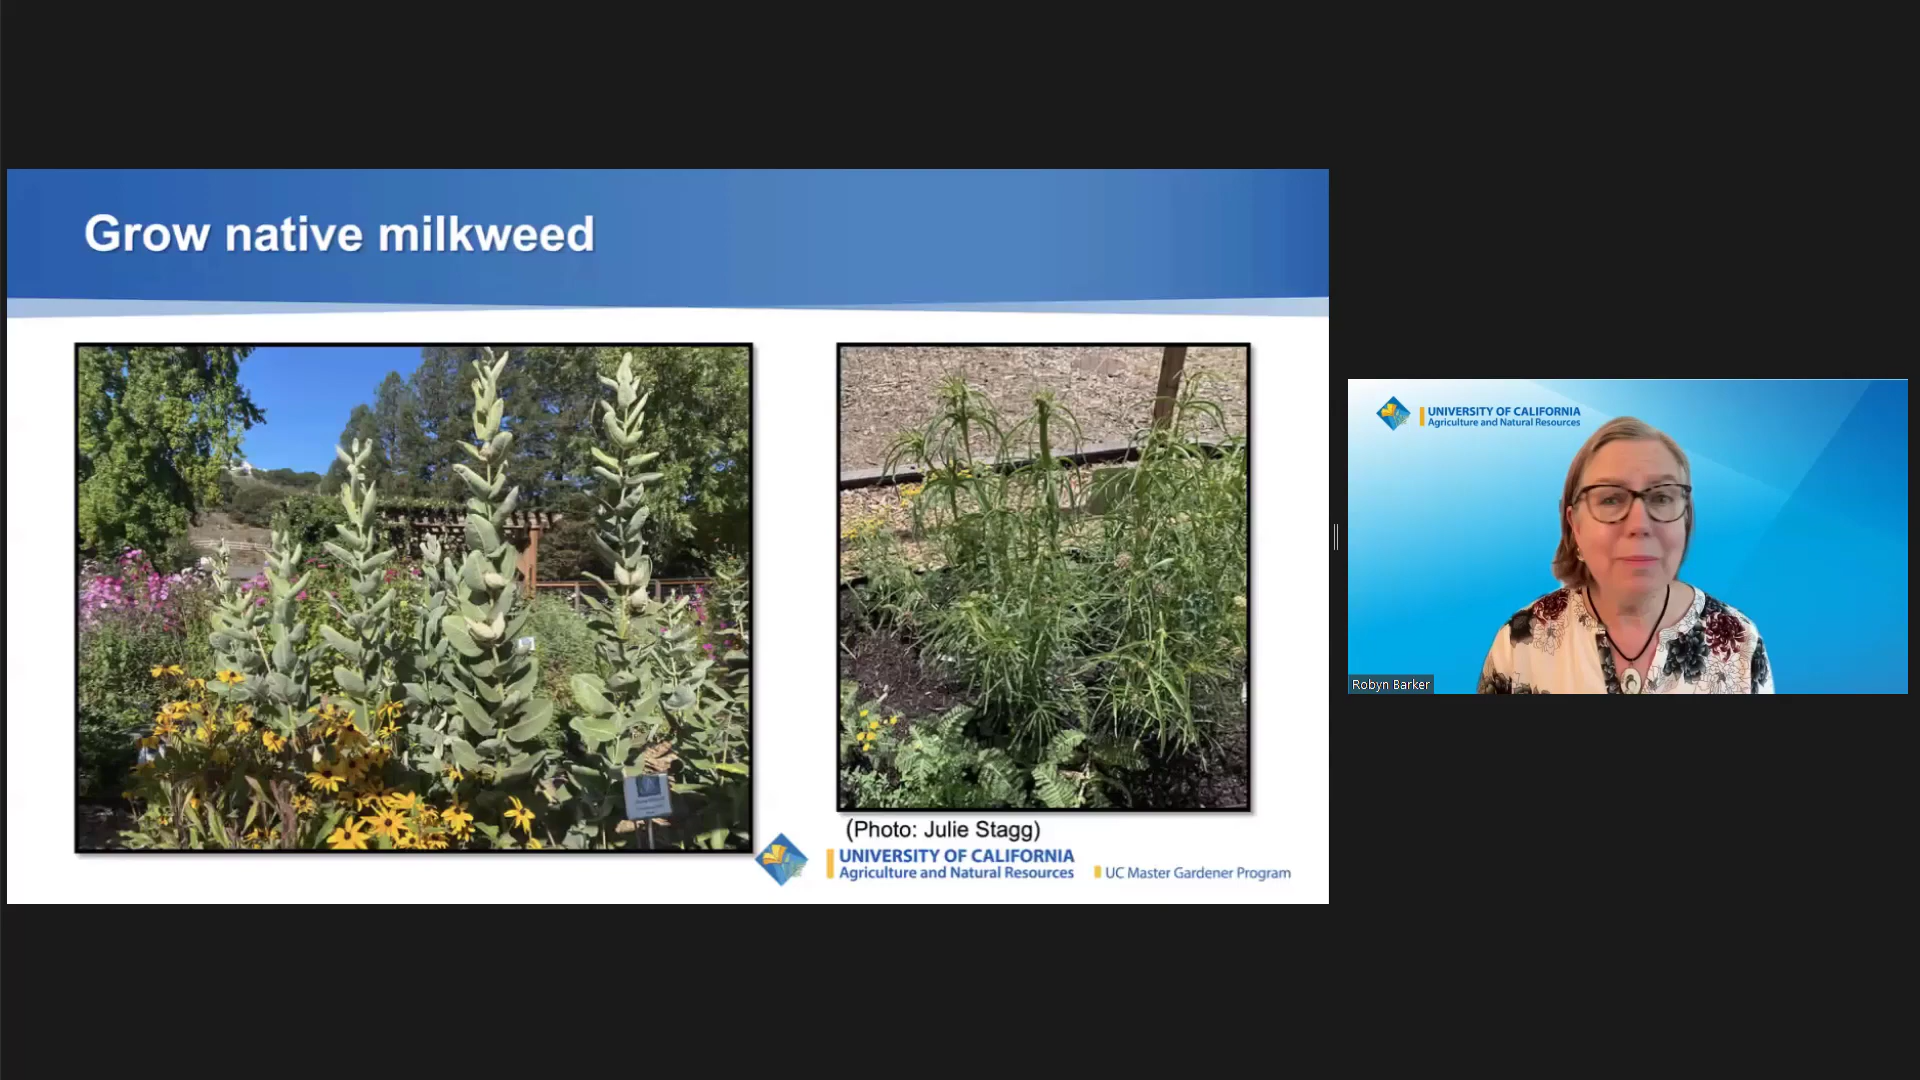 Grow native milkweed
(Photo: Julie Stagg)
UNIVERSITY OF CALIFORNIA
Agriculture and Natural Resources
UC Master Gardener Program
UNIVERSITY OF CALIFORNIA
Agriculture and Natural Resources
Robyn Barker